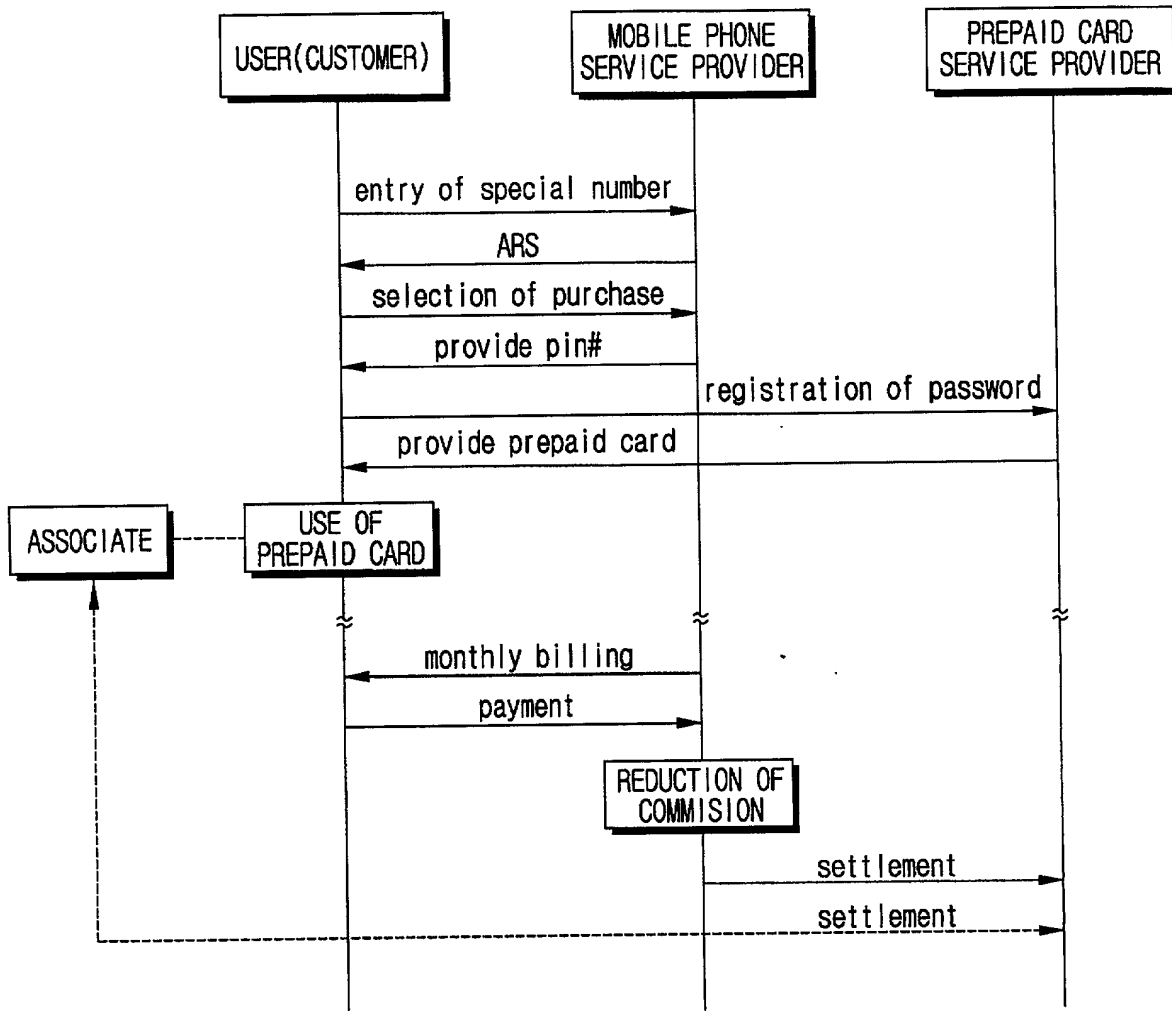 USER(CUSTOMER)
MOBILE PHONE
SERVICE PROVIDER
PREPAID CARD
SERVICE PROVIDER
entry of special number
ARS
selection of purchase
provide pin#
registration of password
provide prepaid card
ASSOCIATE
USE OF
PREPAID CARD
monthly billing
payment
REDUCTION OF
COMMISION
settlement
settlement